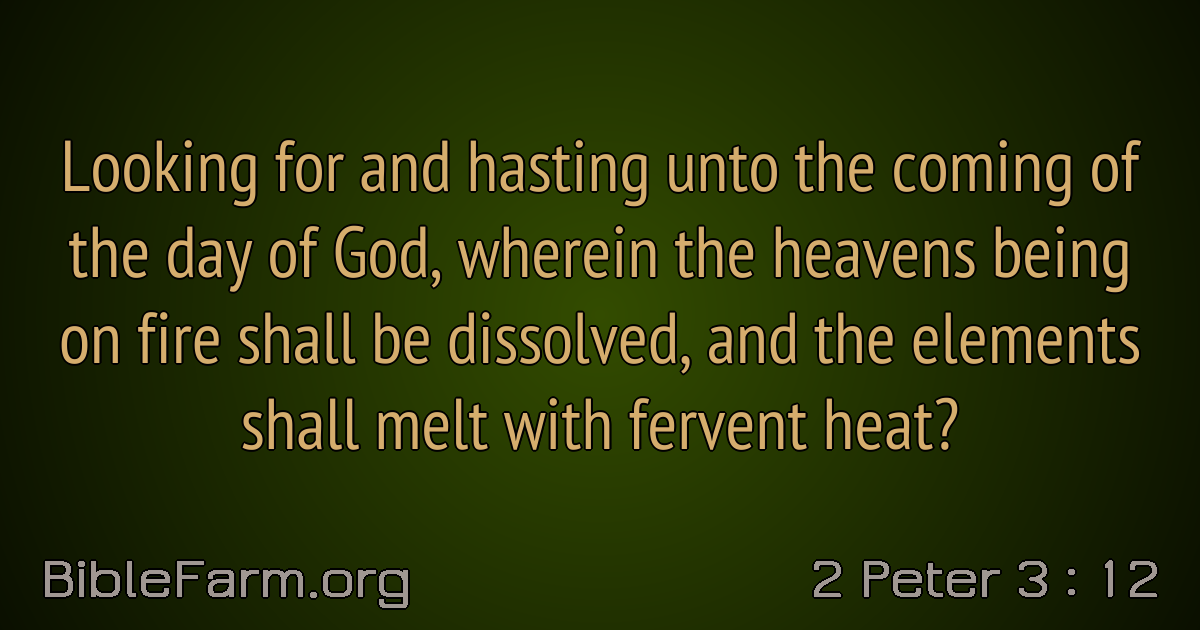 Looking for and hasting unto the coming of
the day of God, wherein the heavens being
on fire shall be dissolved, and the elements
shall melt with fervent heat?
BibleFarm.org
2 Peter 3 : 12